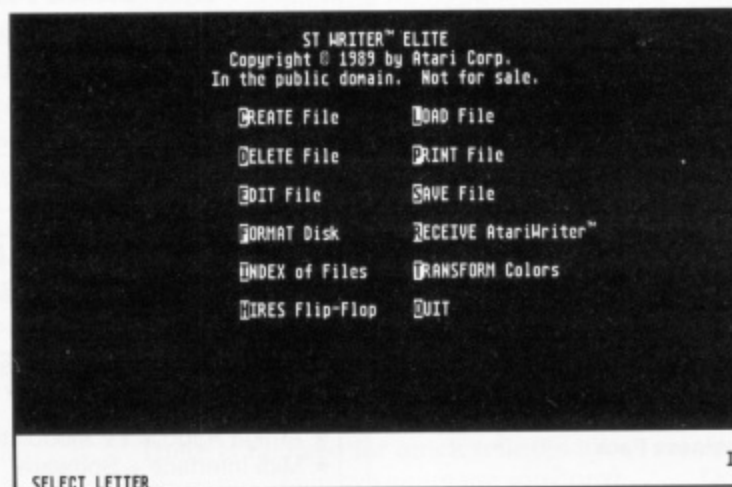 ST WRITER™ ELITE
Copyright © 1989 by Atari Corp.
In the public domain. Not for sale.
CREATE File LOAD File
DELETE File PRINT File
EDIT File SAVE File
FORMAT Disk RECEIVE AtariWriter™
INDEX of Files TRANSFORM Colors
HIRES Flip-Flop QUIT
SELECT LETTER